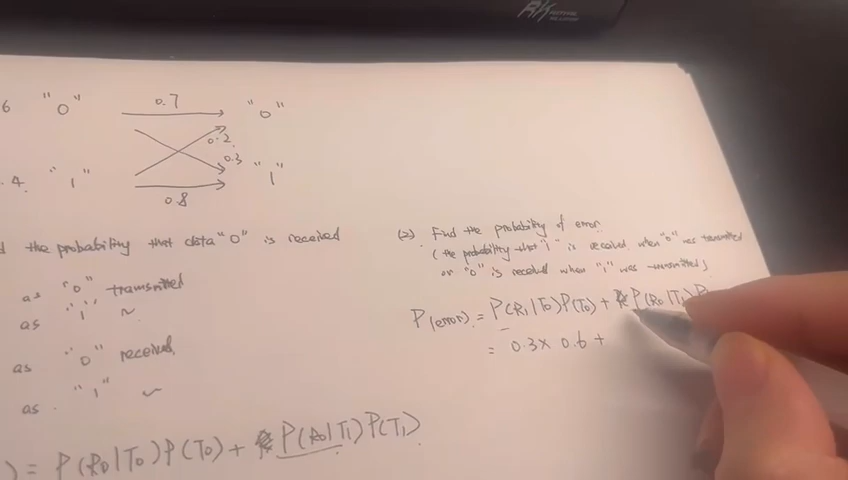 0.7
6 "0" "0"
0.2
0.3
.4 "1" "1"
0.8
d the probability that data "0" is received
as "0" transmitted
as "1" ~
as "0" received
as "1" ~
) = P(R0|T0)P(T0) + P(R0|T1)P(T1)
(2) Find the probability of error
(the probability that "1" is received when "0" was transmitted
or "0" is received when "1" was transmitted)
P(error) = P(R1|T0)P(T0) + P(R0|T1)P
= 0.3 × 0.6 +